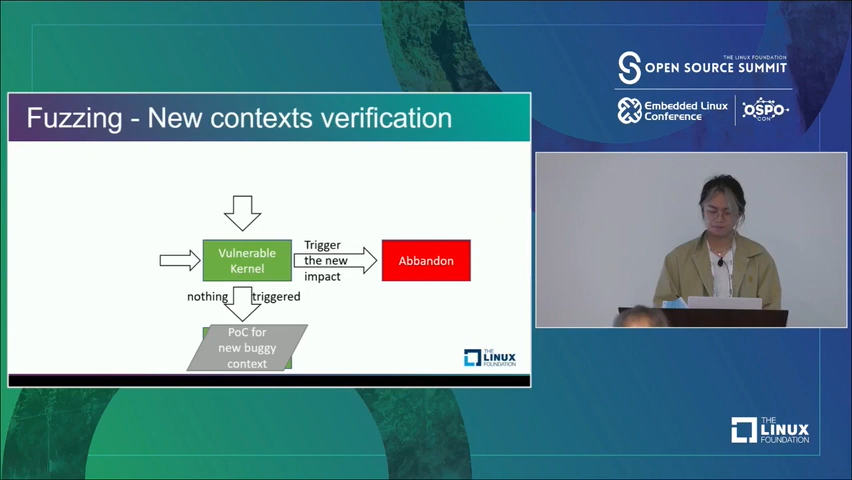 THE LINUX FOUNDATION
OPEN SOURCE SUMMIT
Embedded Linux
Conference
OSPO
CON
Fuzzing - New contexts verification
Vulnerable
Kernel
Trigger
the new
impact
Abbandon
nothing
triggered
PoC for
new buggy
context
THE
LINUX
FOUNDATION
THE
LINUX
FOUNDATION